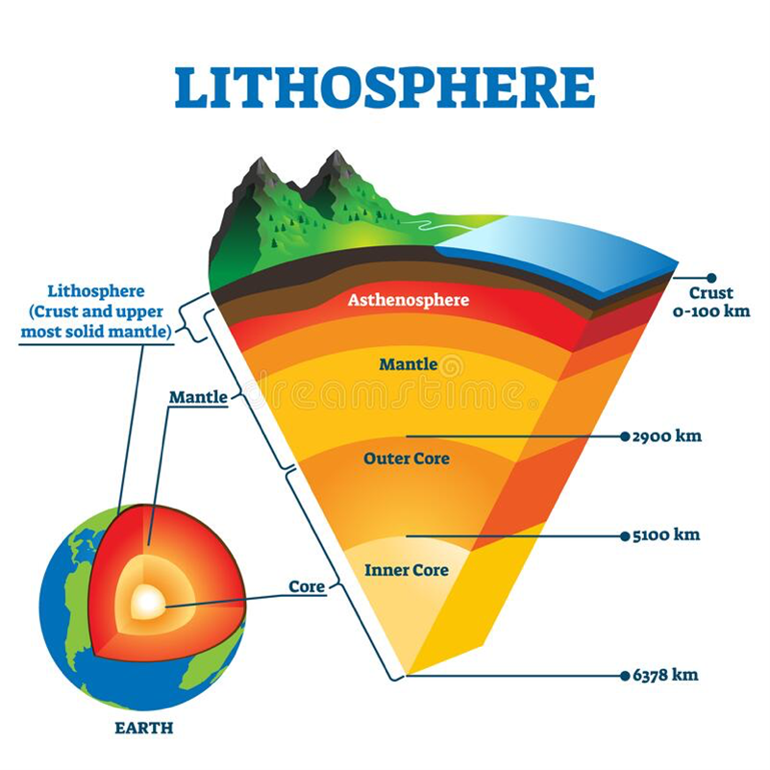 LITHOSPHERE
Lithosphere
(Crust and upper
most solid mantle)
Asthenosphere
Crust
0-100 km
Mantle
Mantle
dreamstime
Outer Core
2900 km
5100 km
Inner Core
Core
6378 km
EARTH